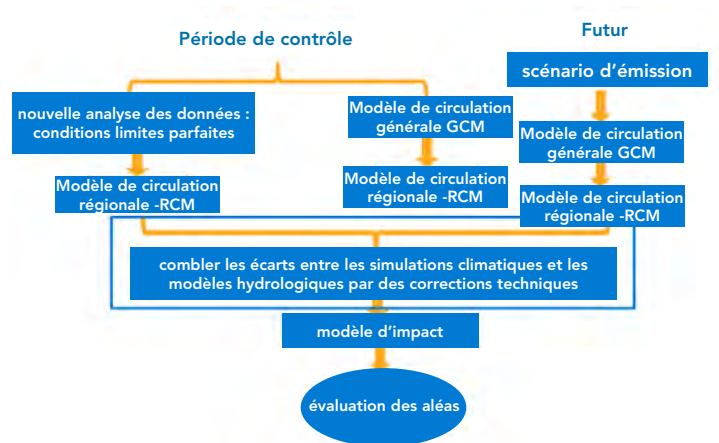 Période de contrôle
nouvelle analyse des données :
conditions limites parfaites
Modèle de circulation
régionale -RCM
Modèle de circulation
générale GCM
Modèle de circulation
régionale -RCM
Futur
scénario d’émission
Modèle de circulation
générale GCM
Modèle de circulation
régionale -RCM
combler les écarts entre les simulations climatiques et les
modèles hydrologiques par des corrections techniques
modèle d’impact
évaluation des aléas